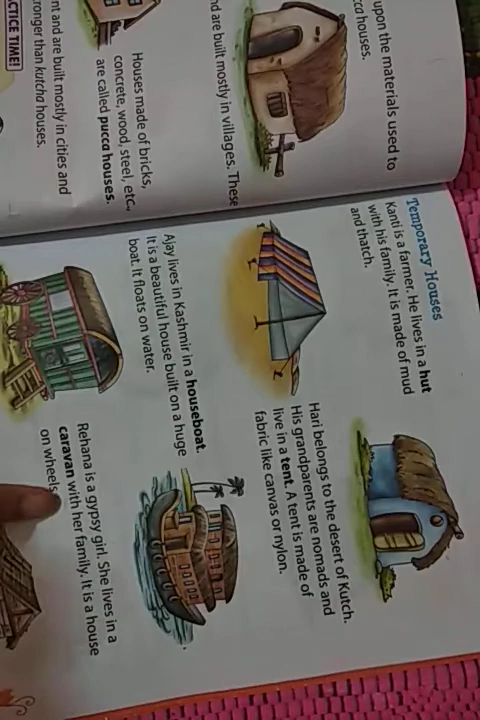 upon the materials used to
houses.
nd are built mostly in villages. These
Houses made of bricks,
concrete, wood, steel, etc.,
are called pucca houses.
nt and are built mostly in cities and
ronger than kutcha houses.
CTICE TIME!
Temporary Houses
Kanti is a farmer. He lives in a hut
with his family. It is made of mud
and thatch.
Hari belongs to the desert of Kutch.
His grandparents are nomads and
live in a tent. A tent is made of
fabric like canvas or nylon.
Ajay lives in Kashmir in a houseboat.
It is a beautiful house built on a huge
boat. It floats on water.
Rehana is a gypsy girl. She lives in a
caravan with her family. It is a house
on wheels